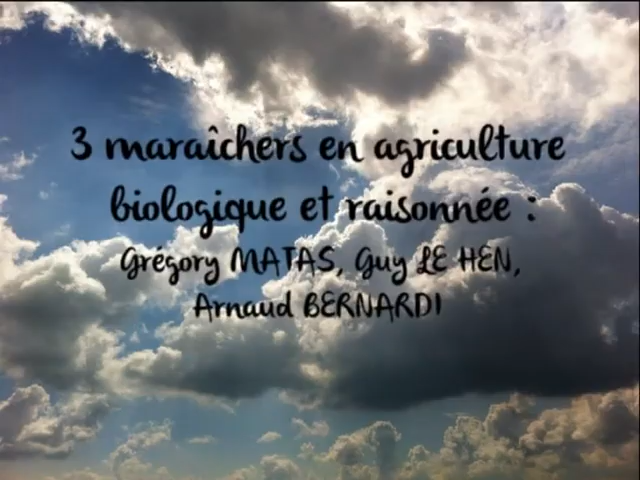 3 maraîchers en agriculture
biologique et raisonnée :
Grégory MATAS, Guy LE HEN,
Arnaud BERNARDI